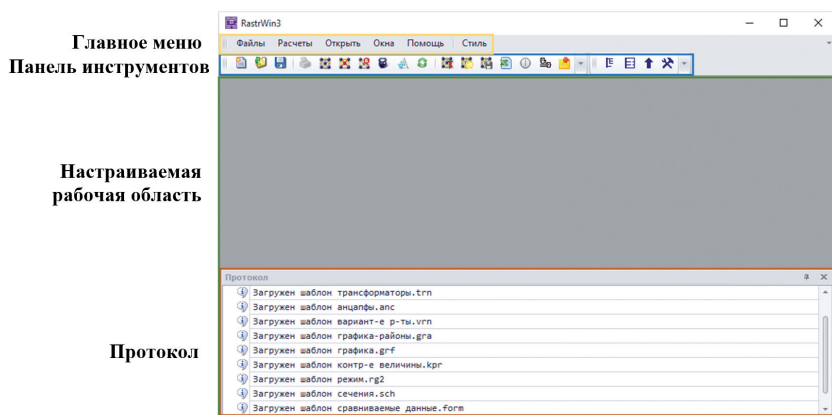 RastrWin3
Главное меню
Файлы Расчеты Открыть Окна Помощь Стиль
Панель инструментов
Настраиваемая
рабочая область
Протокол
Протокол
Загружен шаблон трансформаторы.trn
Загружен шаблон анцапфы.anc
Загружен шаблон вариант-е р-ты.vrn
Загружен шаблон графика-районы.gra
Загружен шаблон графика.grf
Загружен шаблон контр-е величины.kpr
Загружен шаблон режим.rg2
Загружен шаблон сечения.sch
Загружен шаблон сравниваемые данные.form